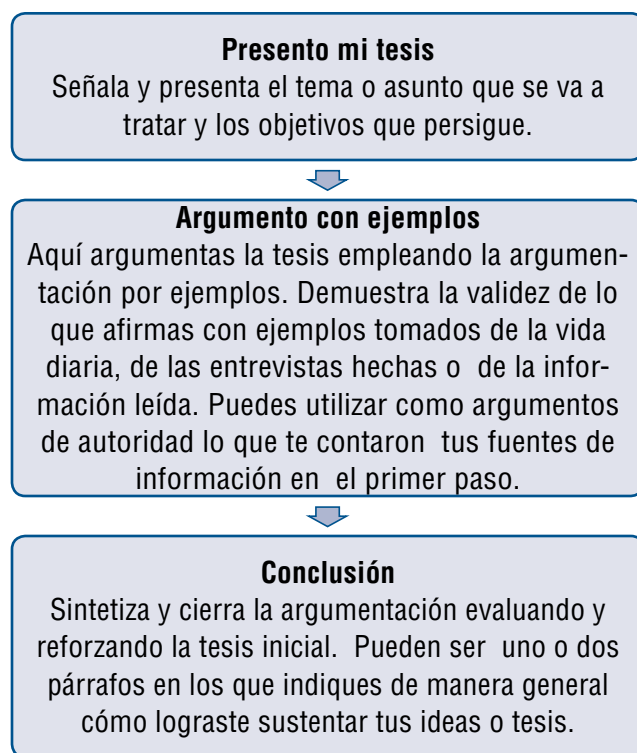 Presento mi tesis
Señala y presenta el tema o asunto que se va a
tratar y los objetivos que persigue.
Argumento con ejemplos
Aquí argumentas la tesis empleando la argumen-
tación por ejemplos. Demuestra la validez de lo
que afirmas con ejemplos tomados de la vida
diaria, de las entrevistas hechas o de la infor-
mación leída. Puedes utilizar como argumentos
de autoridad lo que te contaron tus fuentes de
información en el primer paso.
Conclusión
Sintetiza y cierra la argumentación evaluando y
reforzando la tesis inicial. Pueden ser uno o dos
párrafos en los que indiques de manera general
cómo lograste sustentar tus ideas o tesis.